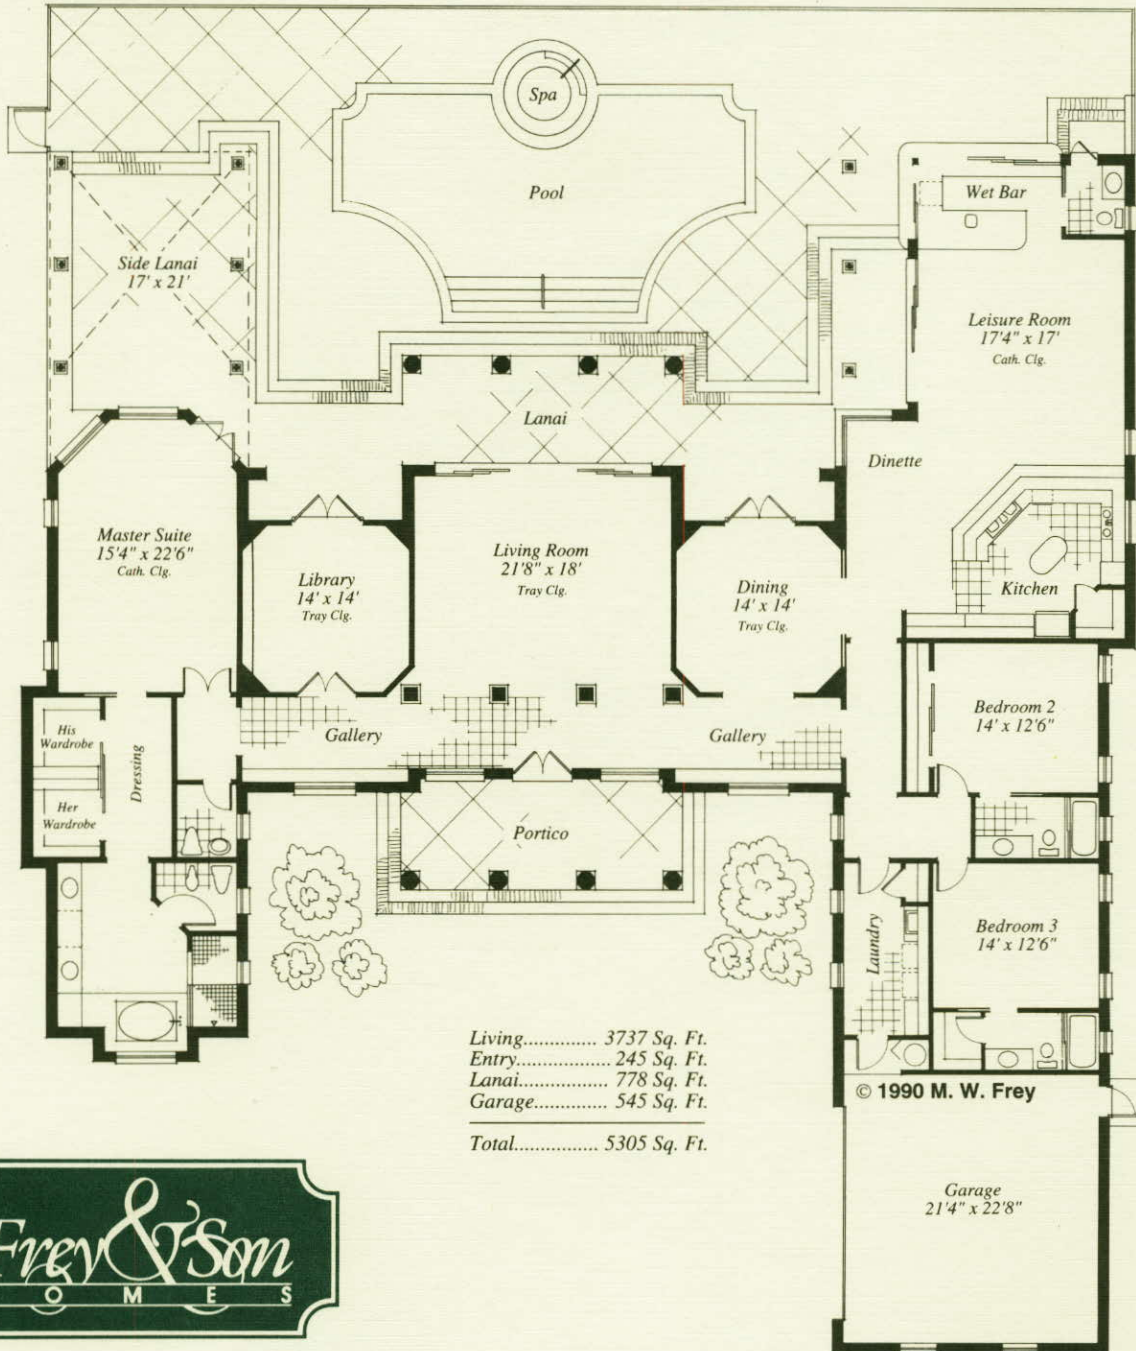 Spa
Pool
Wet Bar
Side Lanai
17' x 21'
Leisure Room
17'4" x 17'
Cath. Clg.
Lanai
Dinette
Master Suite
15'4" x 22'6"
Cath. Clg.
Library
14' x 14'
Tray Clg.
Living Room
21'8" x 18'
Tray Clg.
Dining
14' x 14'
Tray Clg.
Kitchen
His
Wardrobe
Her
Wardrobe
Dressing
Gallery
Gallery
Bedroom 2
14' x 12'6"
Portico
Laundry
Bedroom 3
14' x 12'6"
Living.............. 3737 Sq. Ft.
Entry................ 245 Sq. Ft.
Lanai................ 778 Sq. Ft.
Garage.............. 545 Sq. Ft.
Total................ 5305 Sq. Ft.
© 1990 M. W. Frey
Garage
21'4" x 22'8"
Frey & Son
OMES